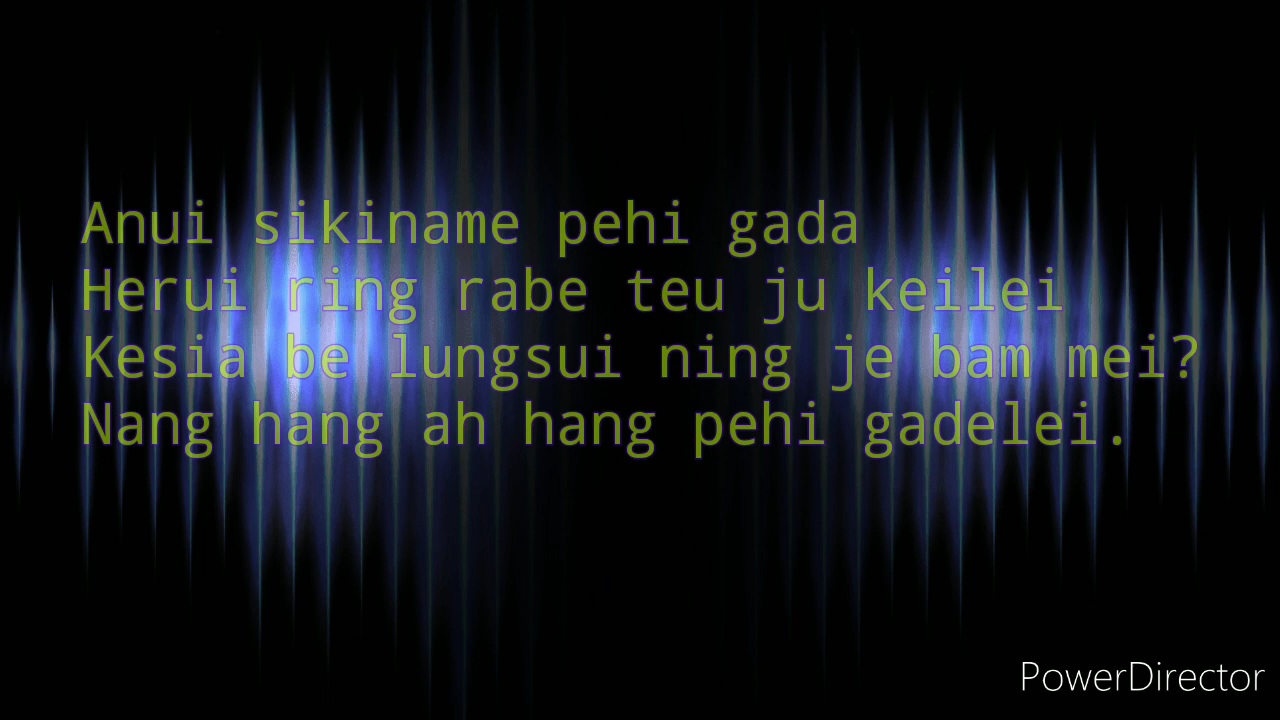 Anui sikiname pehi gada
Herui ring rabe teu ju keilei
Kesia be lungsui ning je bam mei?
Nang hang ah hang pehi gadelei.
PowerDirector